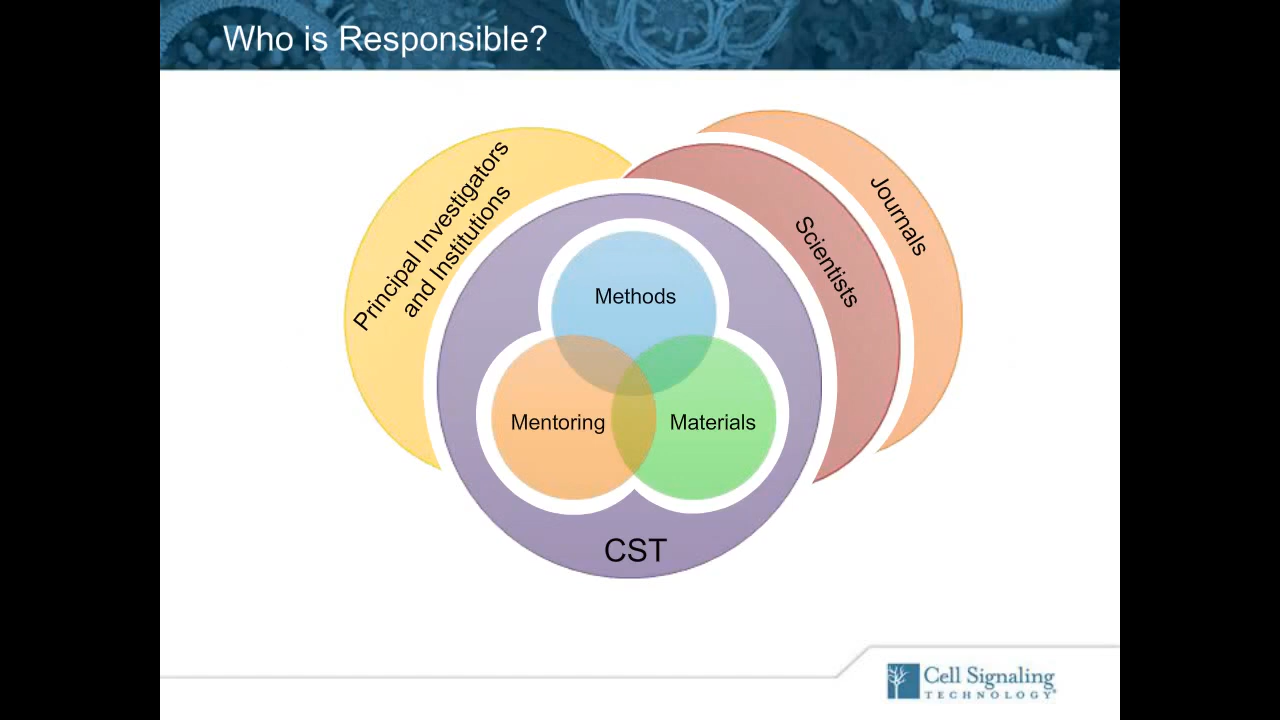 Who is Responsible?
Principal Investigators
and Institutions
Journals
Scientists
Methods
Mentoring
Materials
CST
Cell Signaling
TECHNOLOGY®